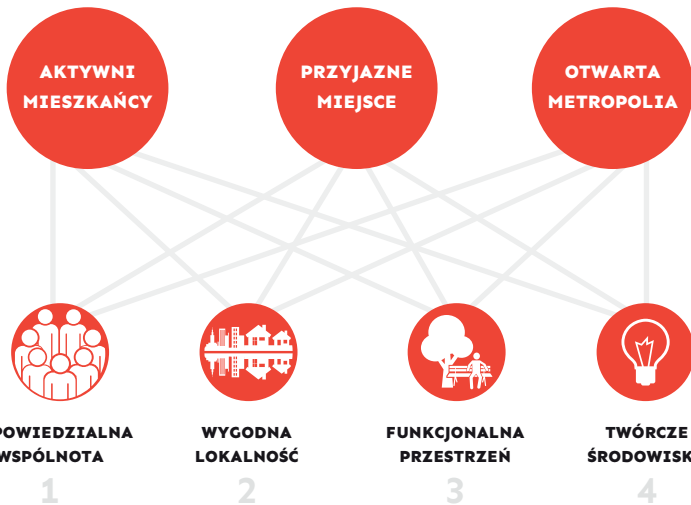 AKTYWNI
MIESZKAŃCY
PRZYJAZNE
MIEJSCE
OTWARTA
METROPOLIA
POWIEDZIALNA
WSPÓLNOTA
1
WYGODNA
LOKALNOŚĆ
2
FUNKCJONALNA
PRZESTRZEŃ
3
TWÓRCZE
ŚRODOWISK
4